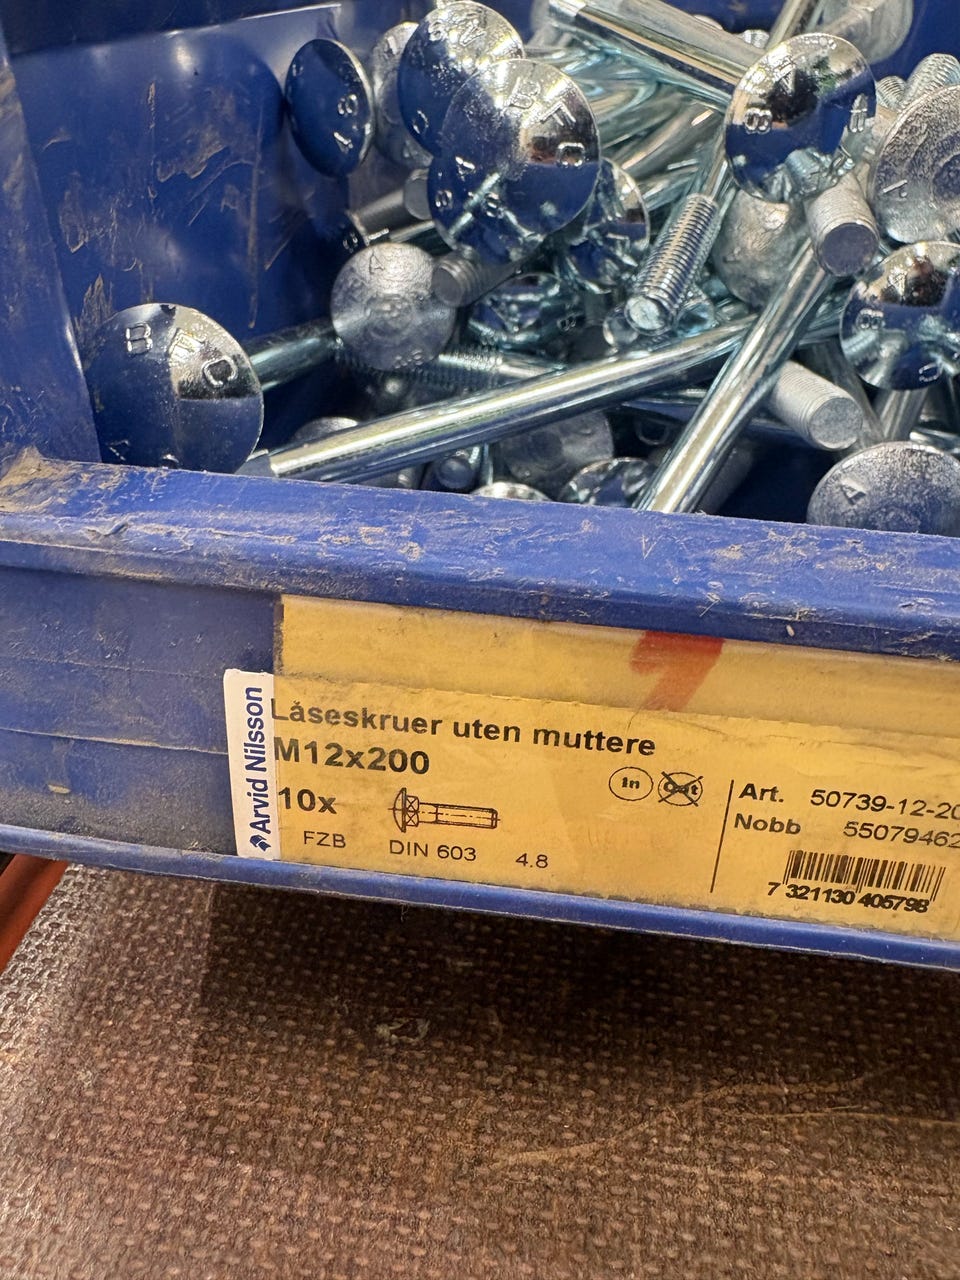 BTC
Låseskruer uten muttere
M12x200
10x
In
Out
FZB
DIN 603
4.8
Arvid Nilsson
Art. 50739-12-20
Nobb 55079462
7 321130 405798